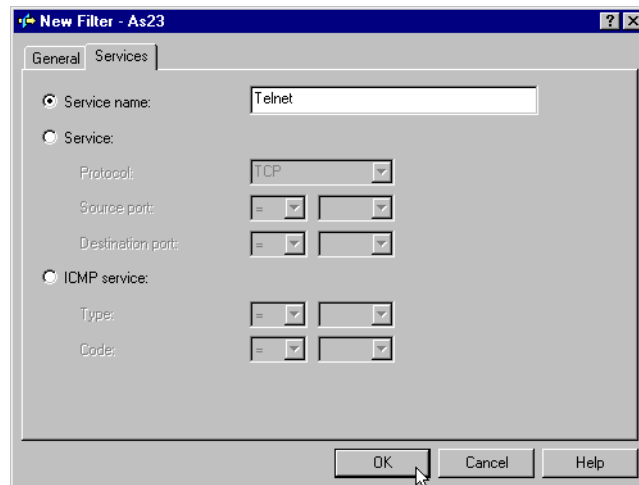 New Filter - As23
General Services
Service name: Telnet
Service:
Protocol: TCP
Source port: =
Destination port: =
ICMP service:
Type: =
Code: =
OK Cancel Help